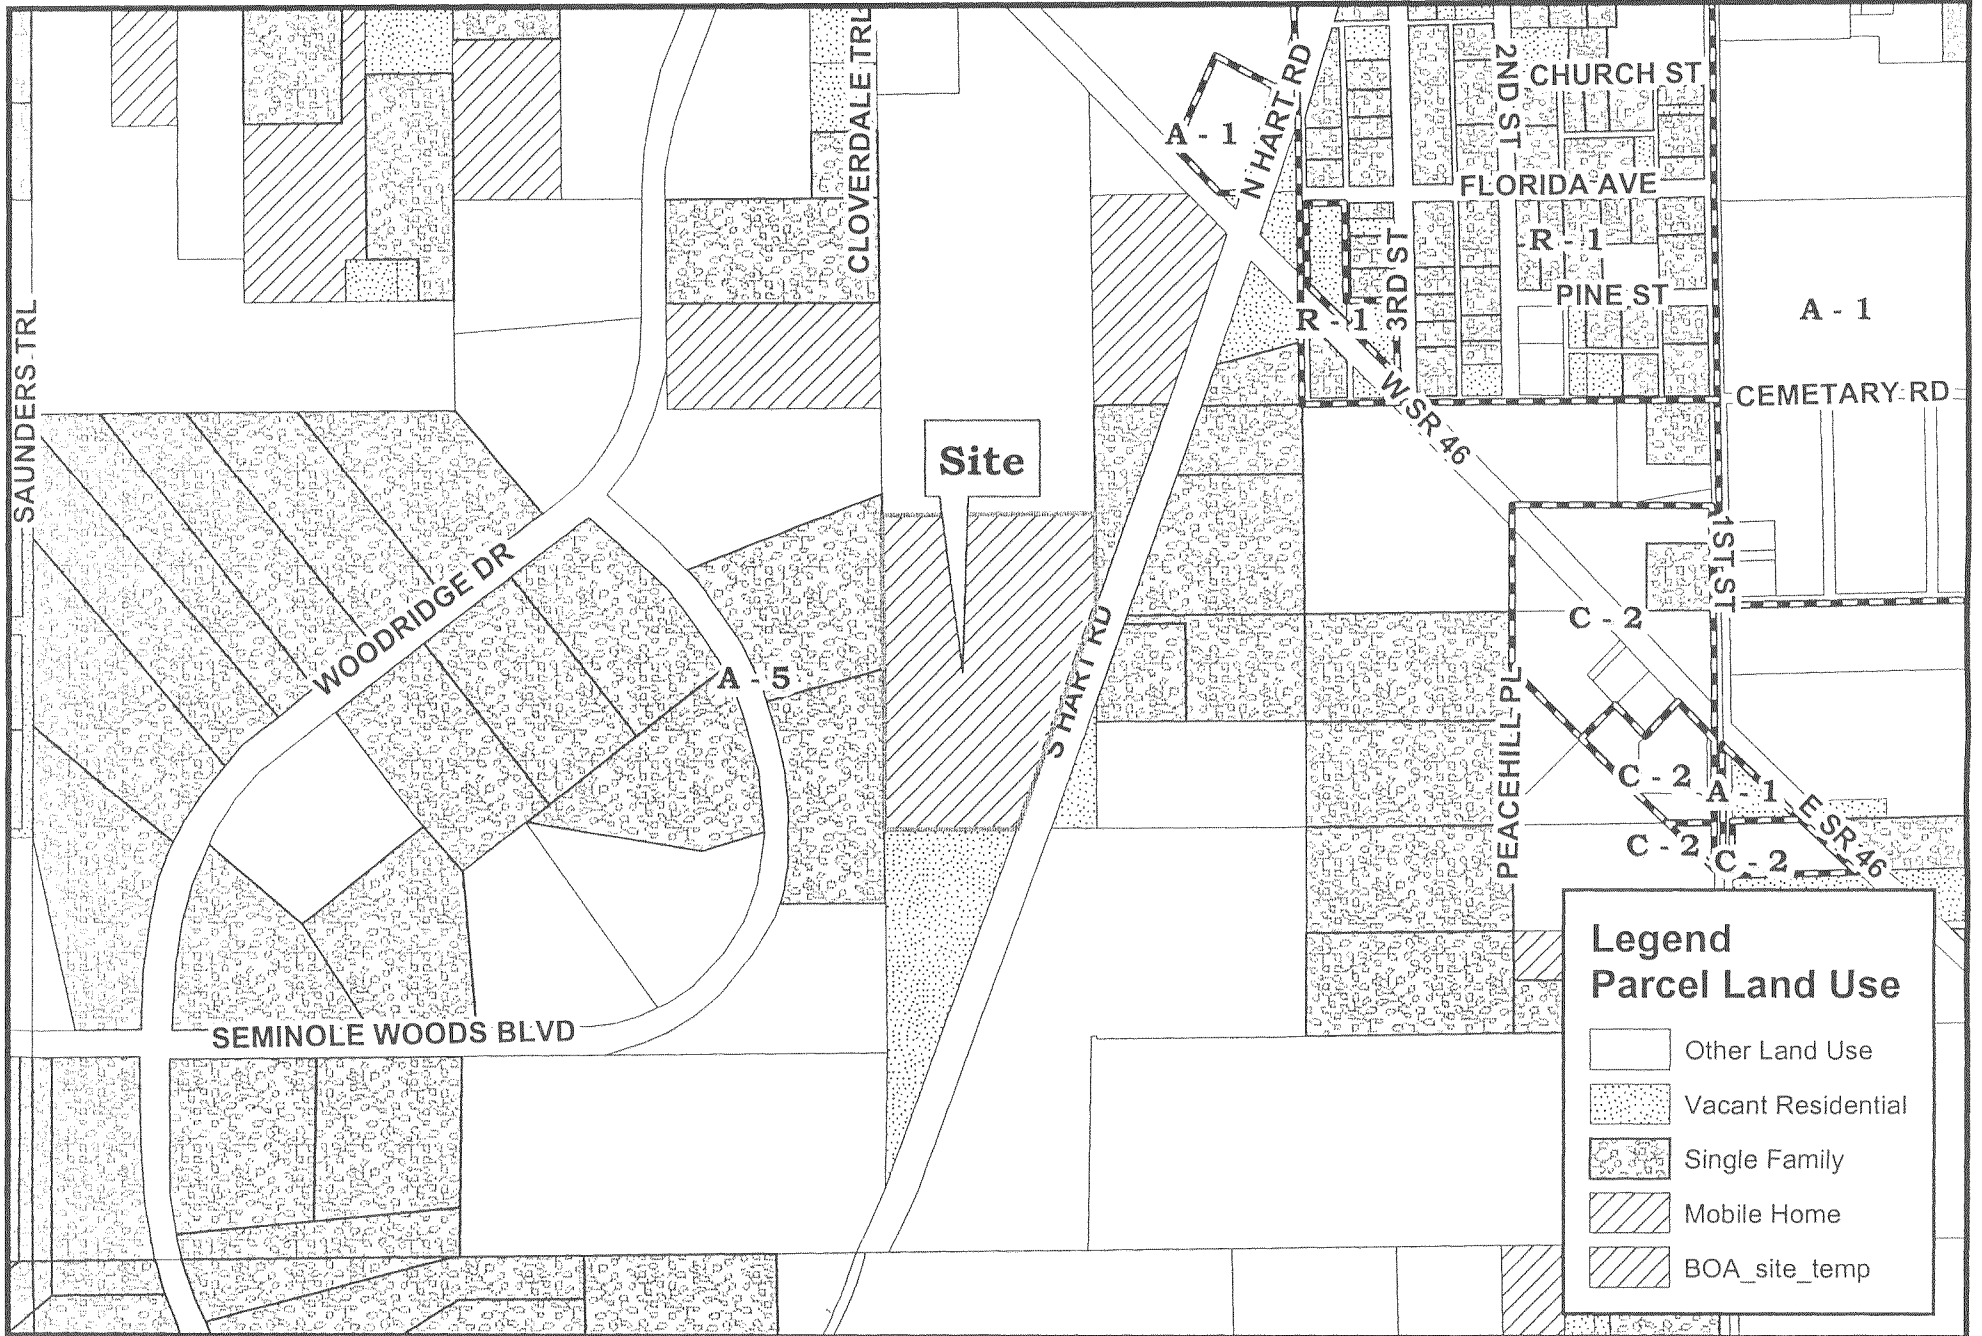 CLOVERDALE TRL
N HART RD
2ND ST
CHURCH ST
A - 1
FLORIDA AVE
R - 1
PINE ST
3RD ST
R - 1
A - 1
SAUNDERS TRL
W SR 46
CEMETARY RD
Site
1ST ST
WOODRIDGE DR
C - 2
S HART RD
A - 5
PEACEHILL PL
C - 2
A - 1
E SR 46
C - 2
C - 2
SEMINOLE WOODS BLVD
Legend
Parcel Land Use
Other Land Use
Vacant Residential
Single Family
Mobile Home
BOA_site_temp